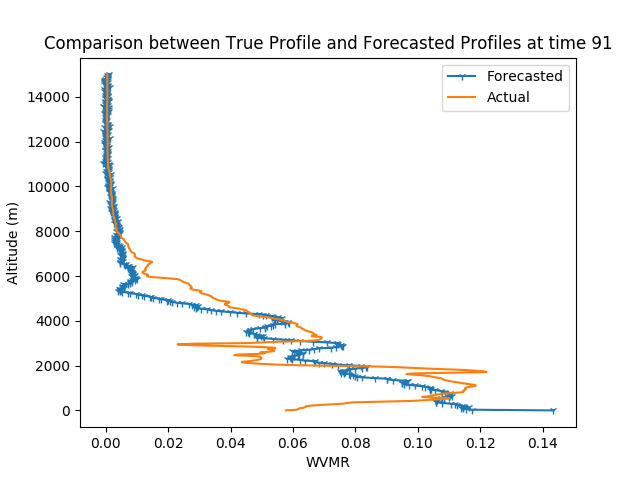 Comparison between True Profile and Forecasted Profiles at time 91
Forecasted
Actual
14000
12000
10000
8000
6000
4000
2000
0
Altitude (m)
0.00 0.02 0.04 0.06 0.08 0.10 0.12 0.14
WVMR